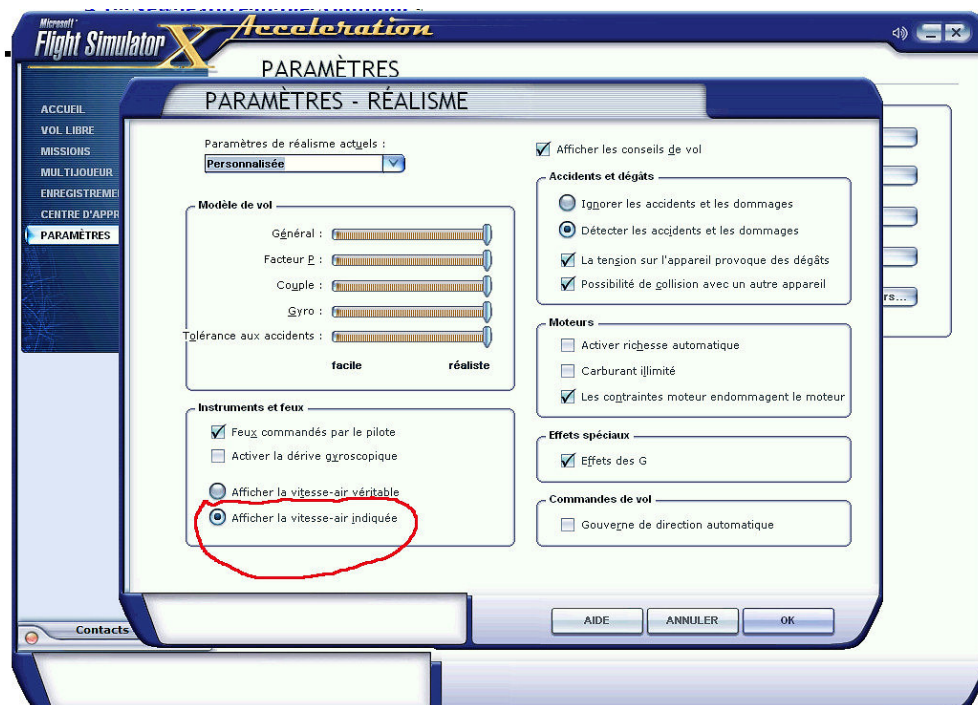 Microsoft
Flight Simulator X Acceleration
PARAMÈTRES
PARAMÈTRES - RÉALISME
ACCUEIL
VOL LIBRE
MISSIONS
MULTIJOUEUR
ENREGISTREME
CENTRE D'APPR
PARAMÈTRES
Paramètres de réalisme actuels :
Personnalisée
Modèle de vol
Général :
Facteur P :
Couple :
Gyro :
Tolérance aux accidents :
facile réaliste
Instruments et feux
Feux commandés par le pilote
Activer la dérive gyroscopique
Afficher la vitesse-air véritable
Afficher la vitesse-air indiquée
Afficher les conseils de vol
Accidents et dégâts
Ignorer les accidents et les dommages
Détecter les accidents et les dommages
La tension sur l'appareil provoque des dégâts
Possibilité de collision avec un autre appareil
Moteurs
Activer richesse automatique
Carburant illimité
Les contraintes moteur endommagent le moteur
Effets spéciaux
Effets des G
Commandes de vol
Gouverne de direction automatique
rs...
Contacts
AIDE ANNULER OK